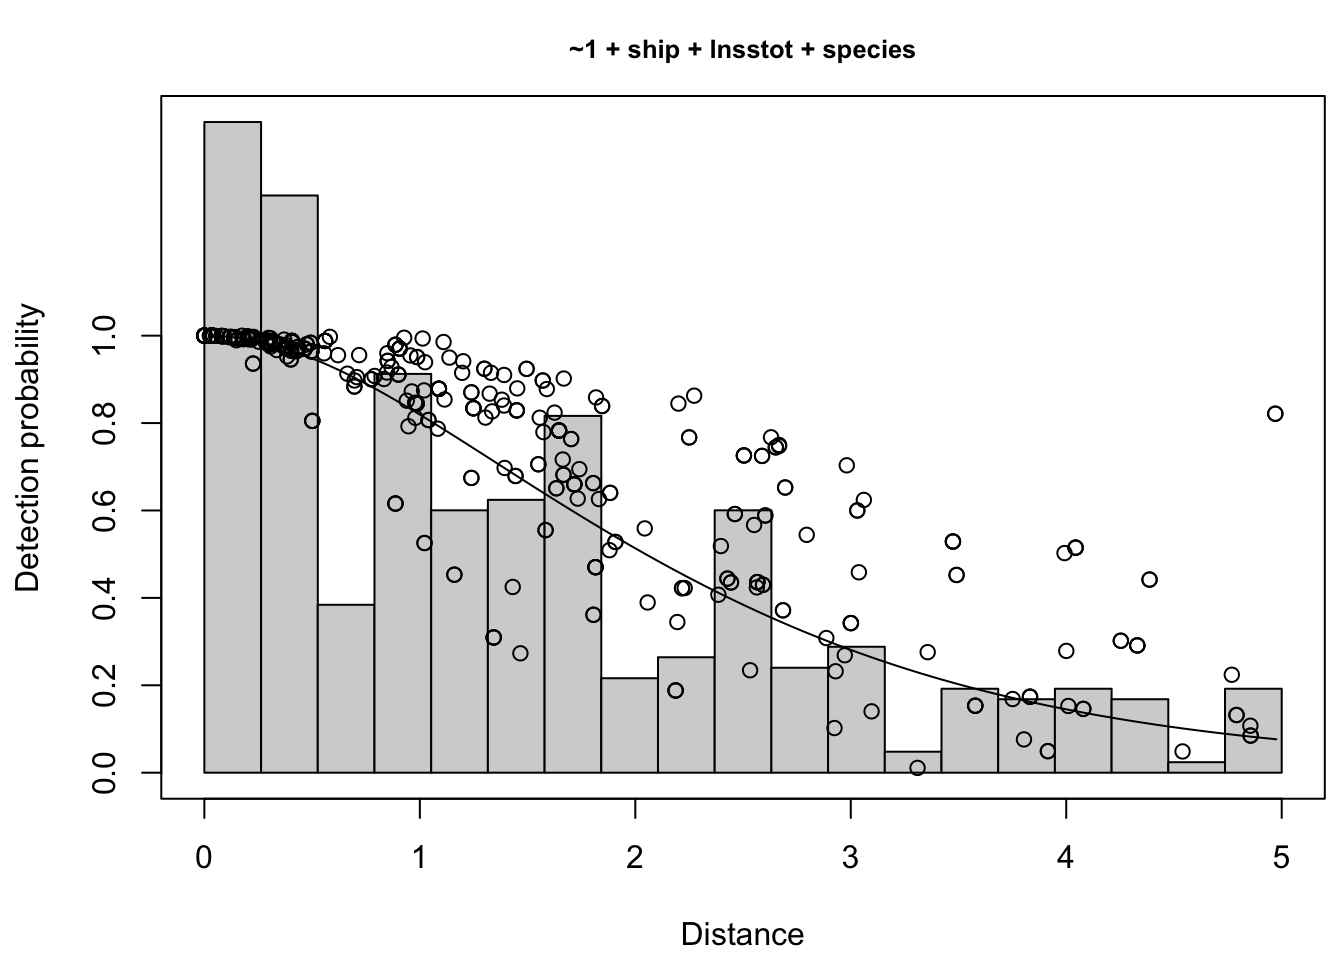 ~1 + ship + lnsstot + species
Detection probability
1.0
0.8
0.6
0.4
0.2
0.0
0 1 2 3 4 5
Distance